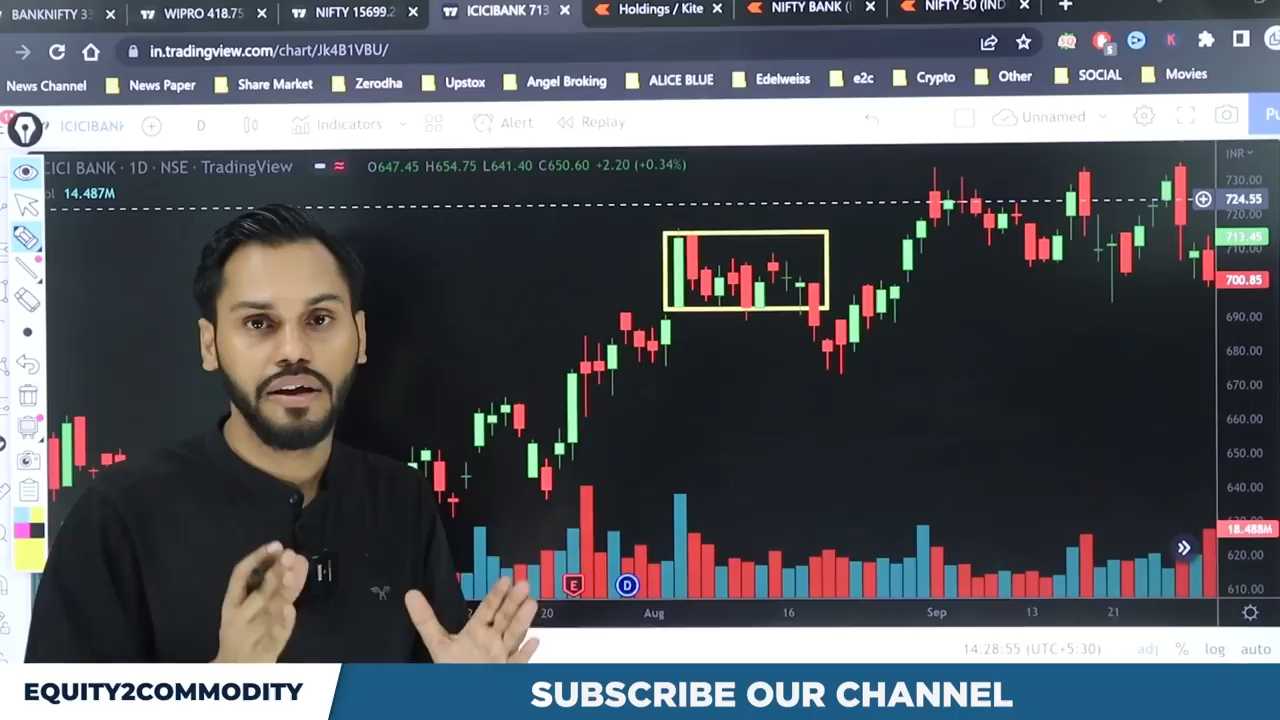 BANKNIFTY 33
WIPRO 418.75
NIFTY 15699.2
ICICIBANK 713
Holdings / Kite
NIFTY BANK (I
NIFTY 50 (IND
in.tradingview.com/chart/Jk4B1VBU/
News Channel
News Paper
Share Market
Zerodha
Upstox
Angel Broking
ALICE BLUE
Edelweiss
e2c
Crypto
Other
SOCIAL
Movies
ICICIBANK
D
Indicators
Alert
Replay
Unnamed
Pu
CICI BANK · 1D · NSE · TradingView
O647.45 H654.75 L641.40 C650.60 +2.20 (+0.34%)
ol 14.487M
INR
730.00
724.55
720.00
713.45
710.00
700.85
690.00
680.00
670.00
660.00
650.00
640.00
18.488M
620.00
610.00
E
D
20
Aug
16
Sep
13
21
14:28:55 (UTC+5:30)
adj
%
log
auto
EQUITY2COMMODITY
SUBSCRIBE OUR CHANNEL